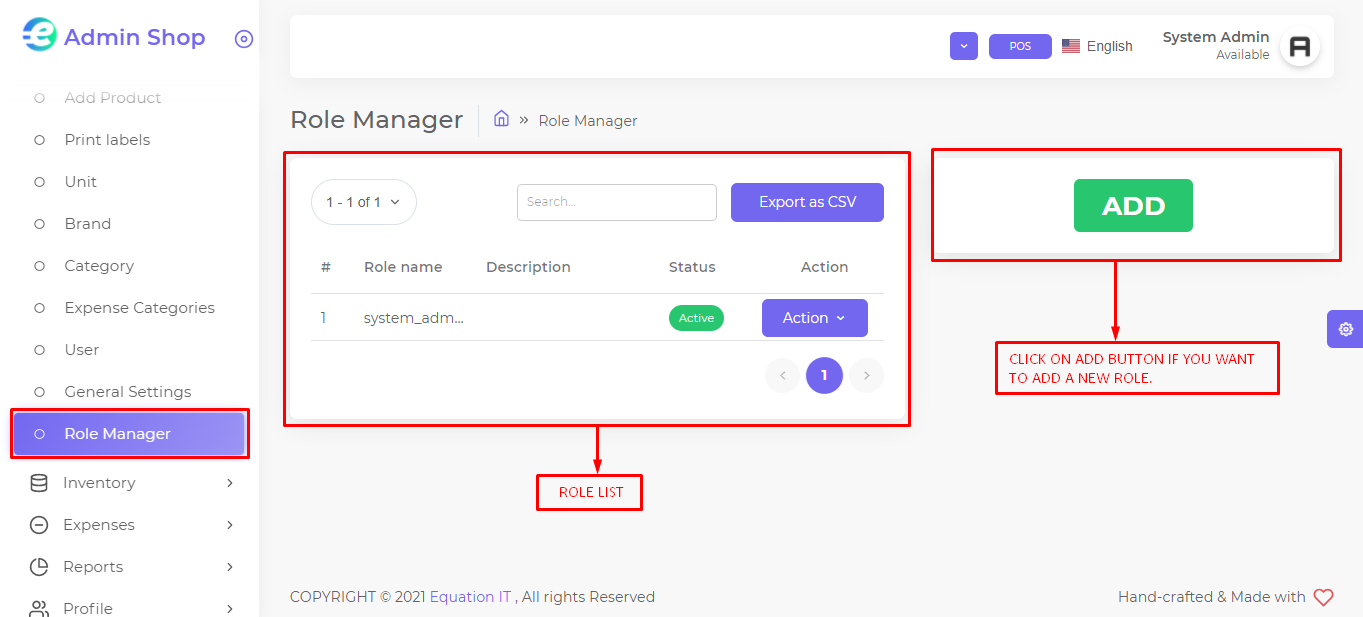 Admin Shop
POS
English
System Admin
Available
Add Product
Print labels
Unit
Brand
Category
Expense Categories
User
General Settings
Role Manager
Inventory
Expenses
Reports
Profile
Role Manager
» Role Manager
1 - 1 of 1
Search...
Export as CSV
# Role name Description Status Action
1 system_adm... Active Action
1
ROLE LIST
ADD
CLICK ON ADD BUTTON IF YOU WANT
TO ADD A NEW ROLE.
COPYRIGHT © 2021 Equation IT , All rights Reserved
Hand-crafted & Made with